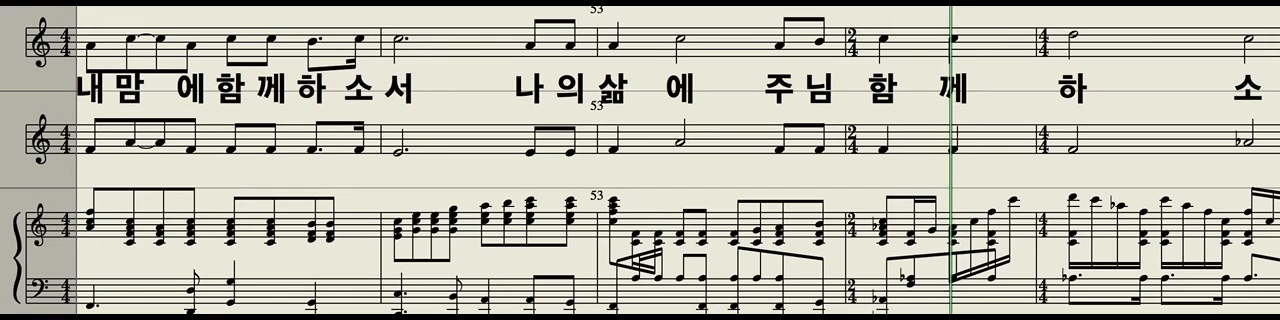 53
내 맘 에 함 께 하 소 서 나 의 삶 에 주 님 함 께 하 소
53
53